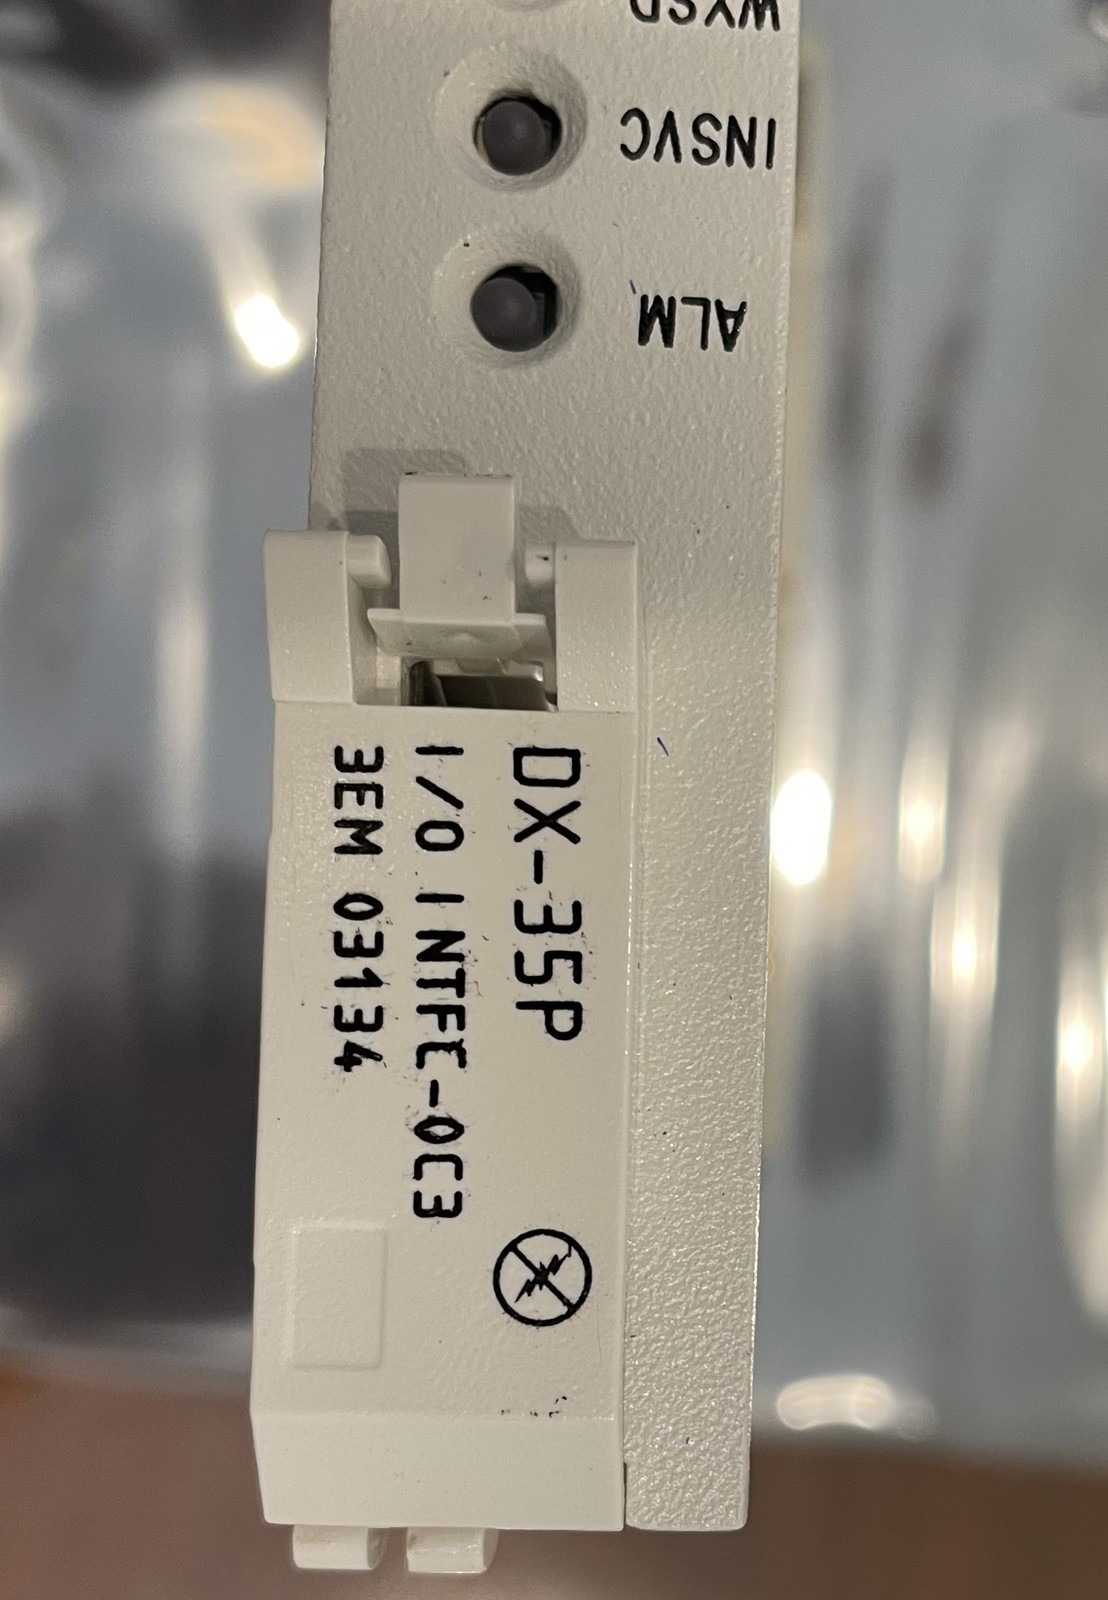 WXSD
INSVC
ALM
DX-35P
I/O INTFC-OC3
3EM 03134